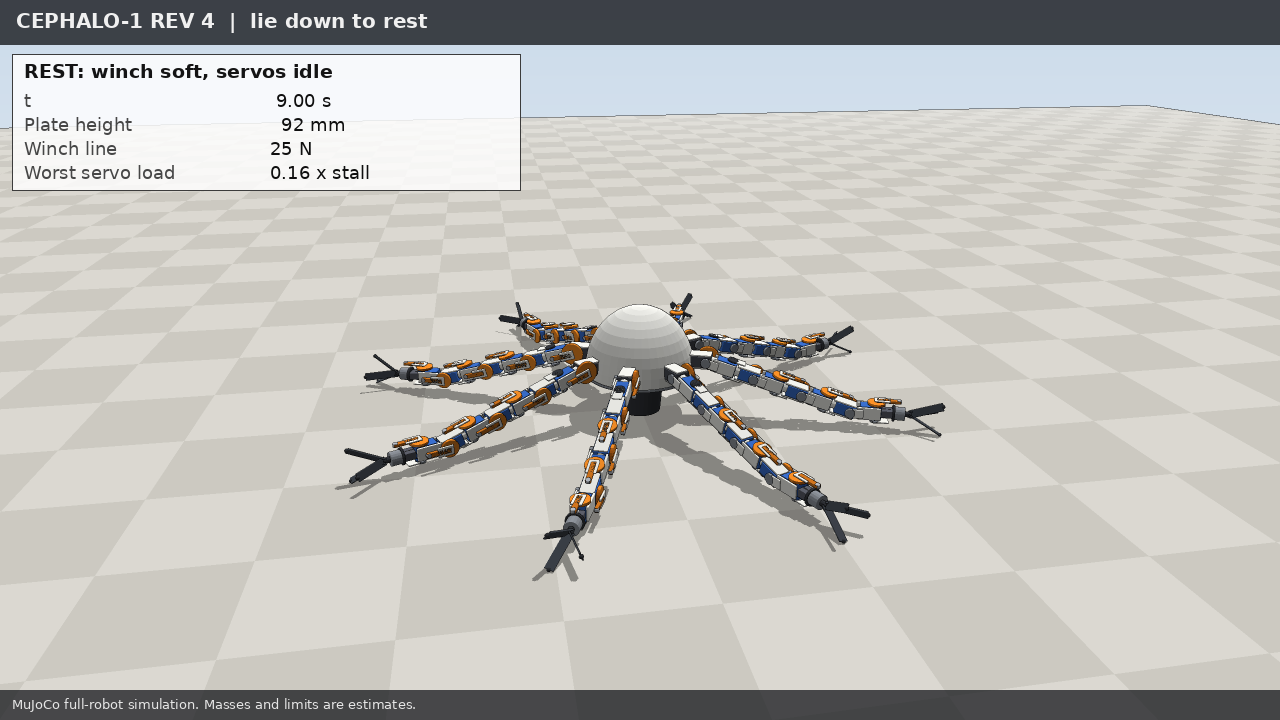 CEPHALO-1 REV 4 | lie down to rest
REST: winch soft, servos idle
t 9.00 s
Plate height 92 mm
Winch line 25 N
Worst servo load 0.16 x stall
MuJoCo full-robot simulation. Masses and limits are estimates.